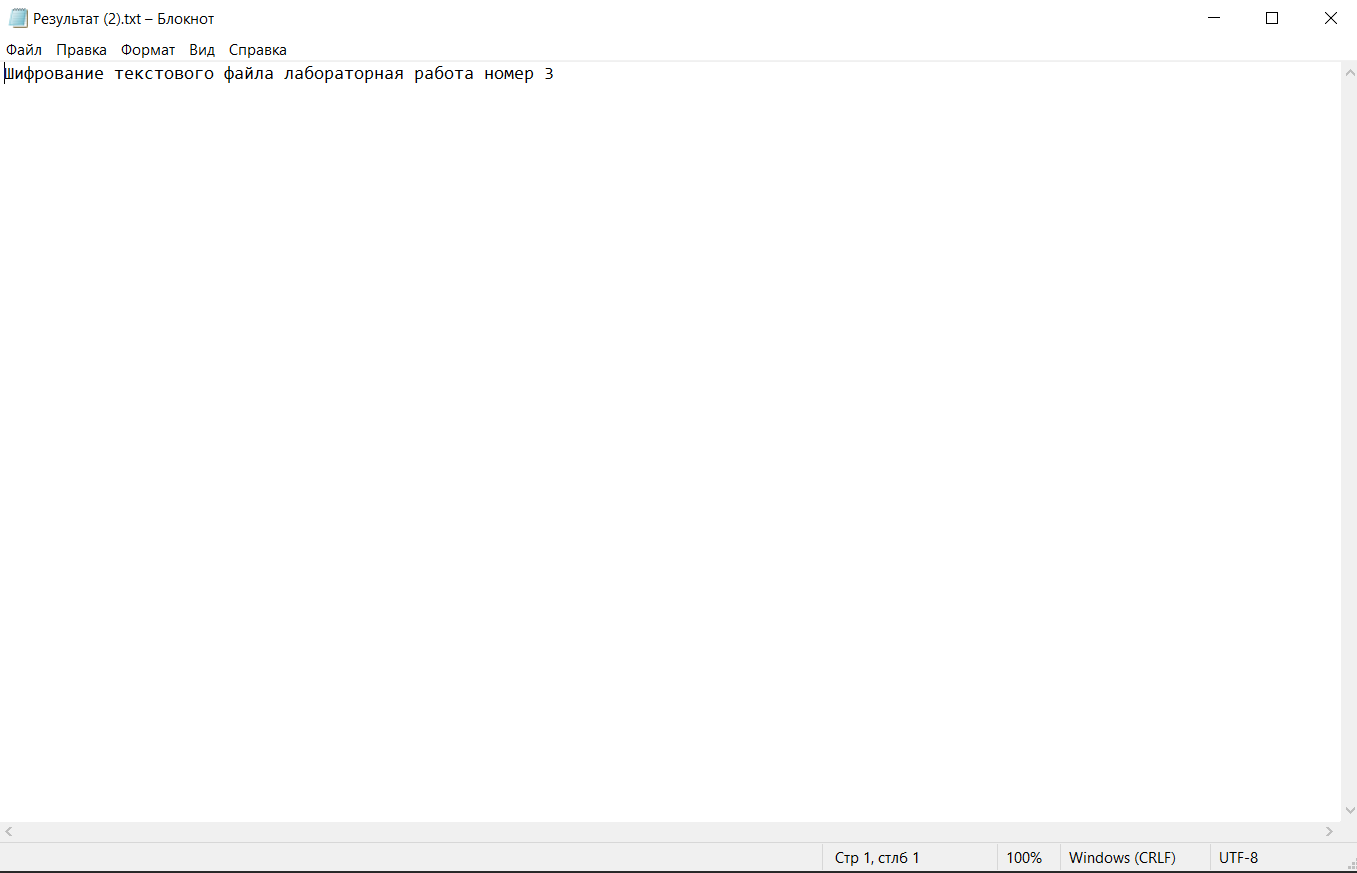 Результат (2).txt – Блокнот
Файл Правка Формат Вид Справка
Шифрование текстового файла лабораторная работа номер 3
Стр 1, стлб 1 100% Windows (CRLF) UTF-8